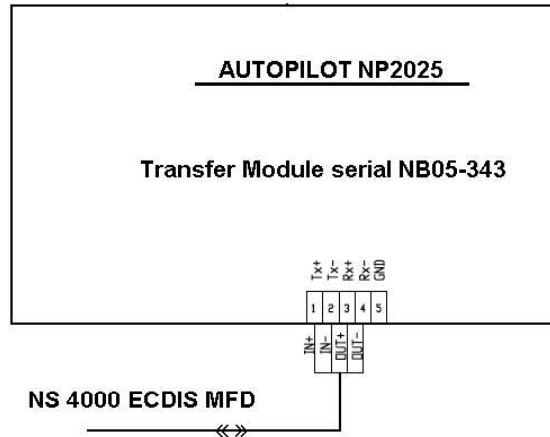 AUTOPILOT NP2025
Transfer Module serial NB05-343
Tx+ Tx- Rx+ Rx- GND
1 2 3 4 5
IN+ IN- OUT+ OUT-
NS 4000 ECDIS MFD